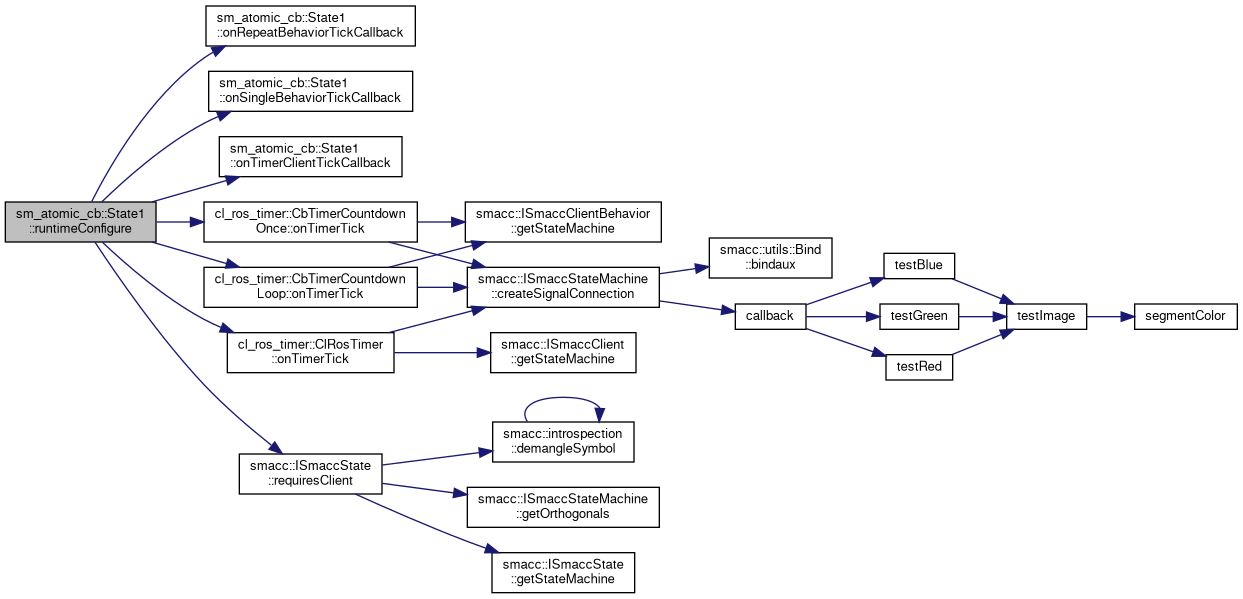 sm_atomic_cb::State1
::runtimeConfigure
sm_atomic_cb::State1
::onRepeatBehaviorTickCallback
sm_atomic_cb::State1
::onSingleBehaviorTickCallback
sm_atomic_cb::State1
::onTimerClientTickCallback
cl_ros_timer::CbTimerCountdown
Once::onTimerTick
cl_ros_timer::CbTimerCountdown
Loop::onTimerTick
cl_ros_timer::ClRosTimer
::onTimerTick
smacc::ISmaccState
::requiresClient
smacc::ISmaccClientBehavior
::getStateMachine
smacc::ISmaccStateMachine
::createSignalConnection
smacc::ISmaccClient
::getStateMachine
smacc::introspection
::demangleSymbol
smacc::ISmaccStateMachine
::getOrthogonals
smacc::ISmaccState
::getStateMachine
smacc::utils::Bind
::bindaux
callback
testBlue
testGreen
testRed
testImage
segmentColor